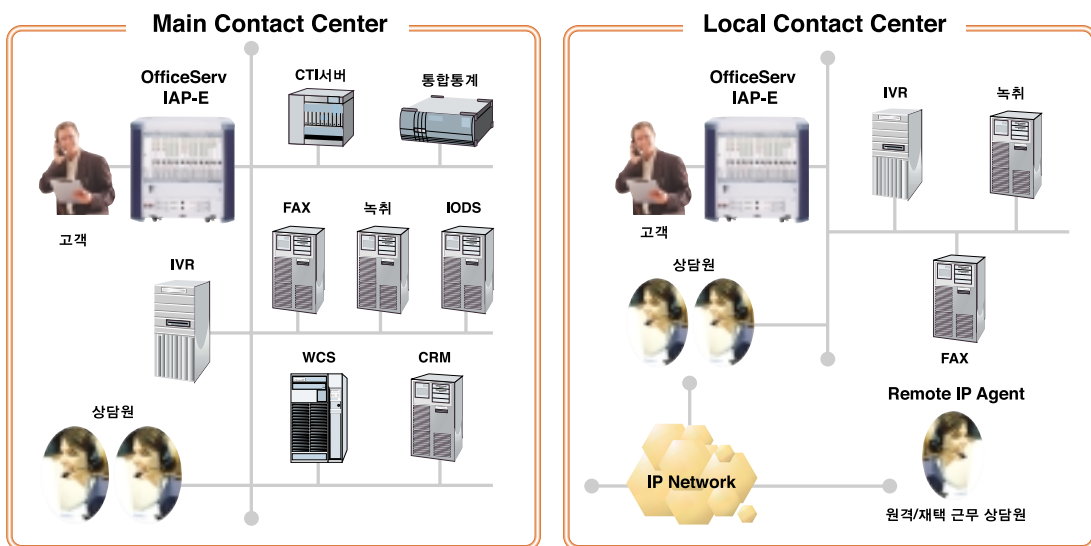 Main Contact Center
OfficeServ
IAP-E
CTI서버
통합통계
고객
FAX
녹취
IODS
IVR
WCS
CRM
상담원
Local Contact Center
OfficeServ
IAP-E
IVR
녹취
고객
상담원
FAX
Remote IP Agent
IP Network
원격/재택 근무 상담원